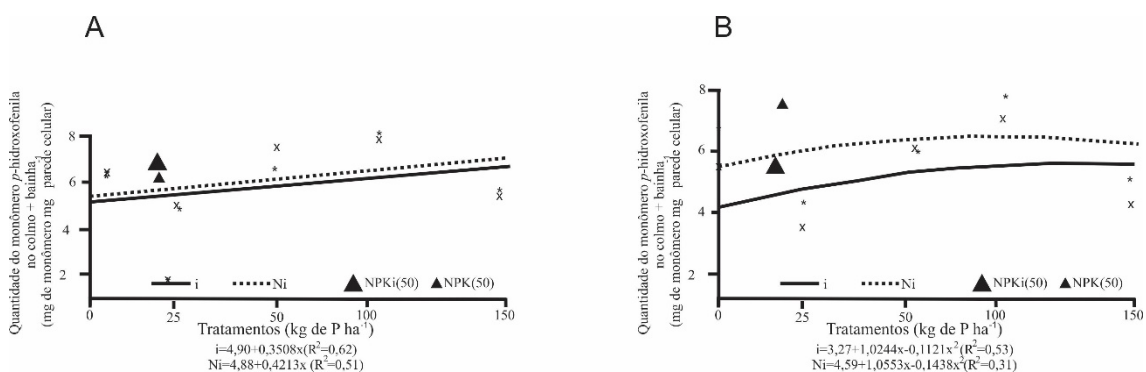 A
Quantidade do monômero p-hidroxofenila
no colmo + bainha
(mg de monômero mg⁻¹ parede celular)
8
6
4
2
i
Ni
NPKi(50)
NPK(50)
0
25
50
100
150
Tratamentos (kg de P ha⁻¹)
i=4,90+0,3508x(R²=0,62)
Ni=4,88+0,4213x (R²=0,51)
B
Quantidade do monômero p-hidroxofenila
no colmo + bainha
(mg de monômero mg⁻¹ parede celular)
8
6
4
2
i
Ni
NPKi(50)
NPK(50)
0
25
50
100
150
Tratamentos (kg de P ha⁻¹)
i=3,27+1,0244x-0,1121x² (R²=0,53)
Ni=4,59+1,0553x-0,1438x²(R²=0,31)